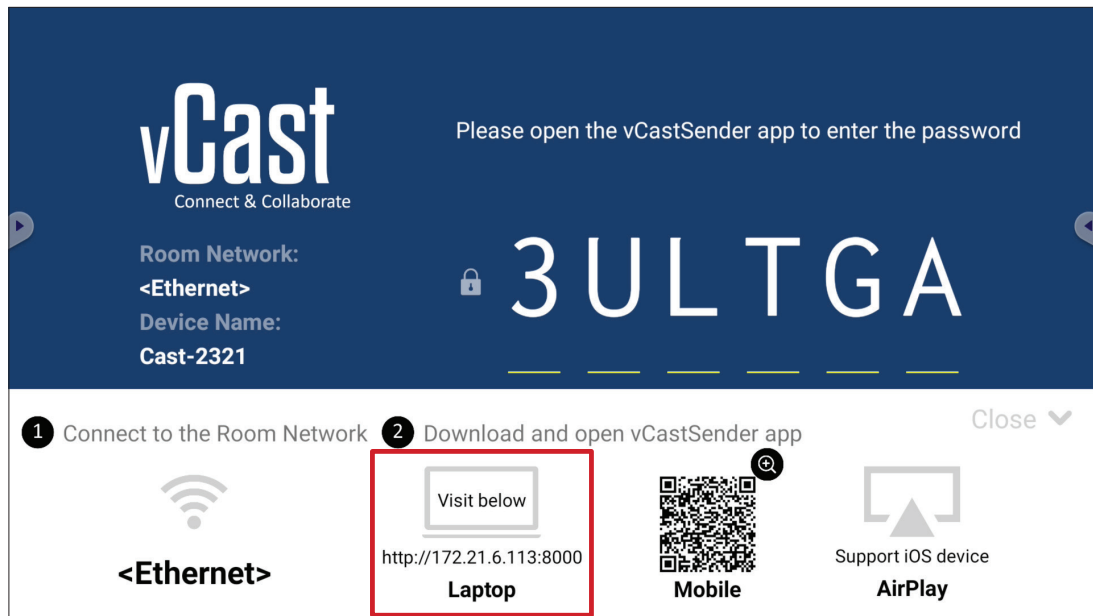 vCast
Connect & Collaborate
Please open the vCastSender app to enter the password
Room Network:
<Ethernet>
Device Name:
Cast-2321
3ULTGA
Close
1 Connect to the Room Network
2 Download and open vCastSender app
<Ethernet>
Visit below
http://172.21.6.113:8000
Laptop
Mobile
Support iOS device
AirPlay